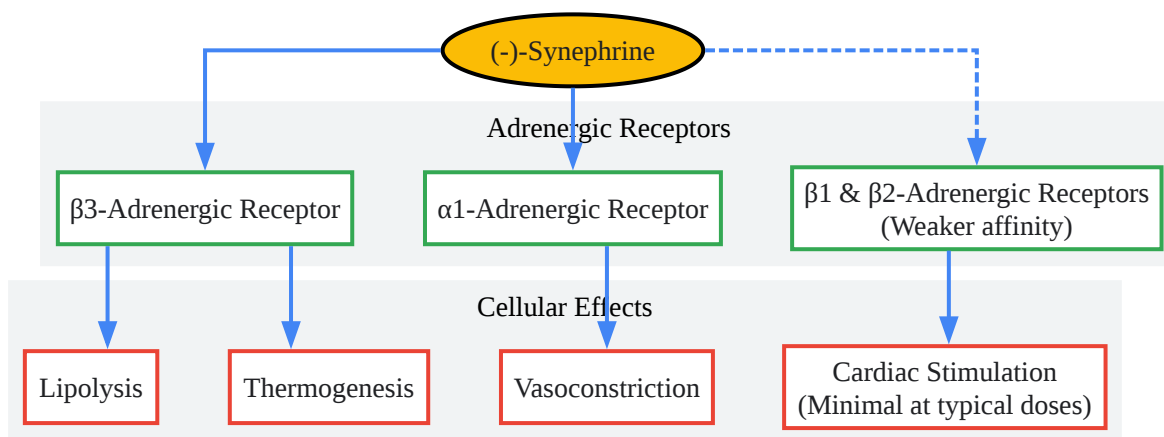 (-)-Synephrine
Adrenergic Receptors
β3-Adrenergic Receptor
α1-Adrenergic Receptor
β1 & β2-Adrenergic Receptors
(Weaker affinity)
Cellular Effects
Lipolysis
Thermogenesis
Vasoconstriction
Cardiac Stimulation
(Minimal at typical doses)